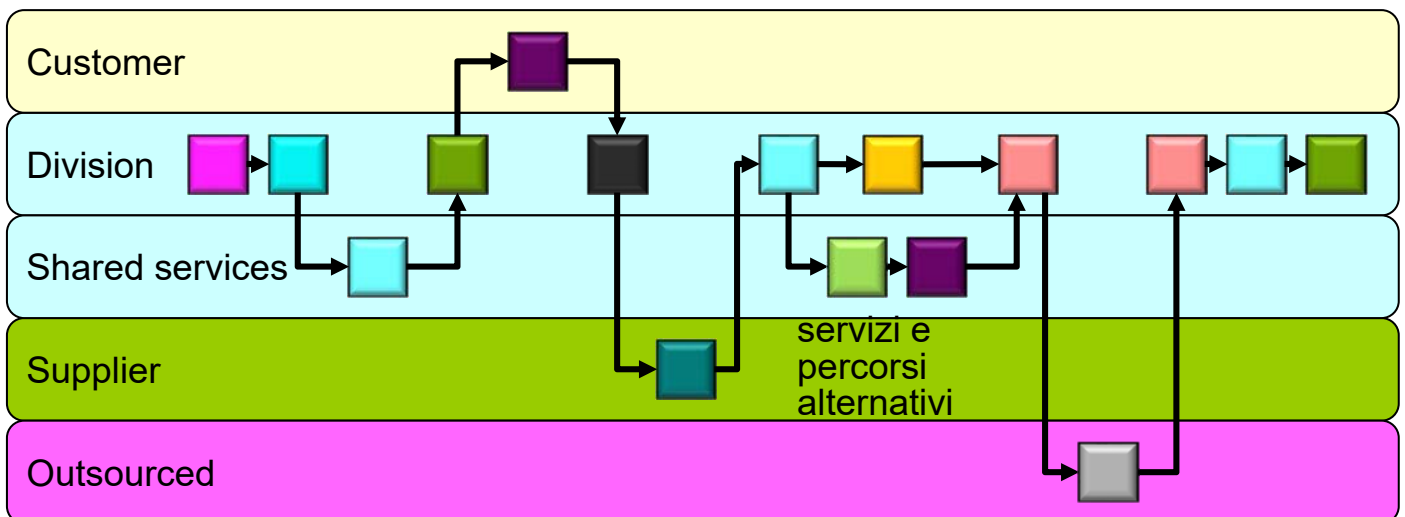 Customer
Division
Shared services
servizi e
percorsi
alternativi
Supplier
Outsourced